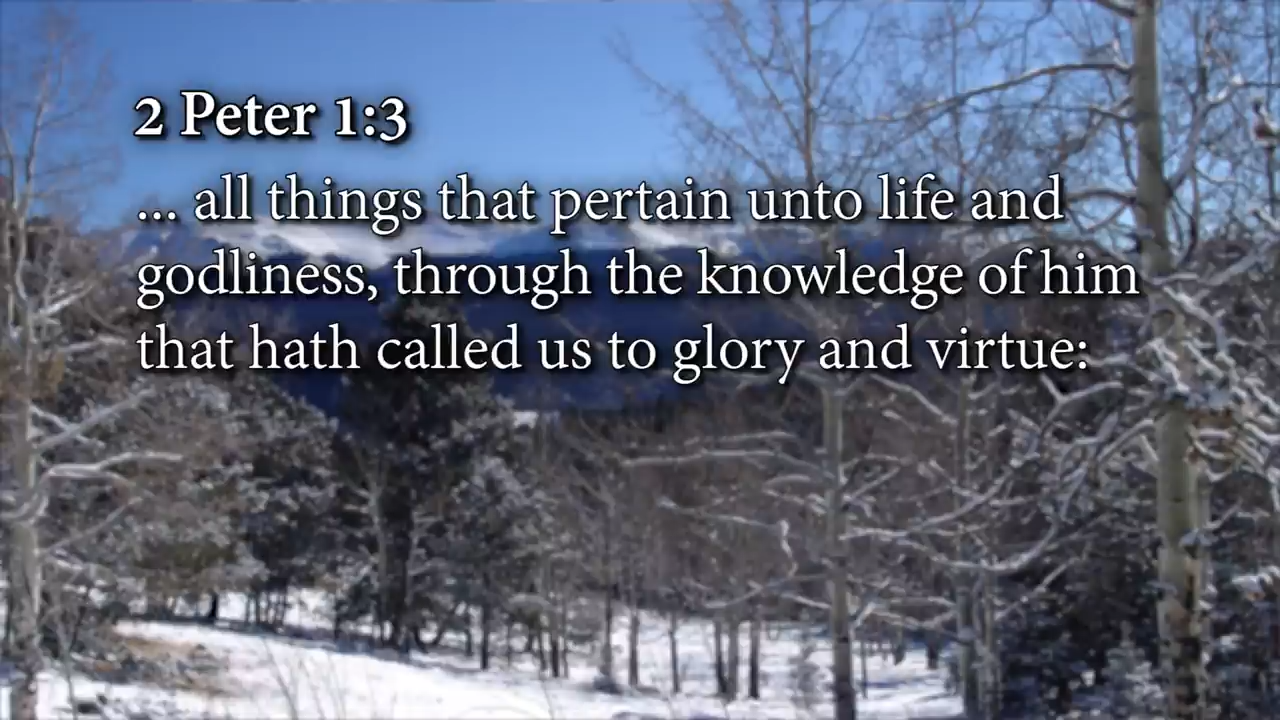 2 Peter 1:3
... all things that pertain unto life and
godliness, through the knowledge of him
that hath called us to glory and virtue: